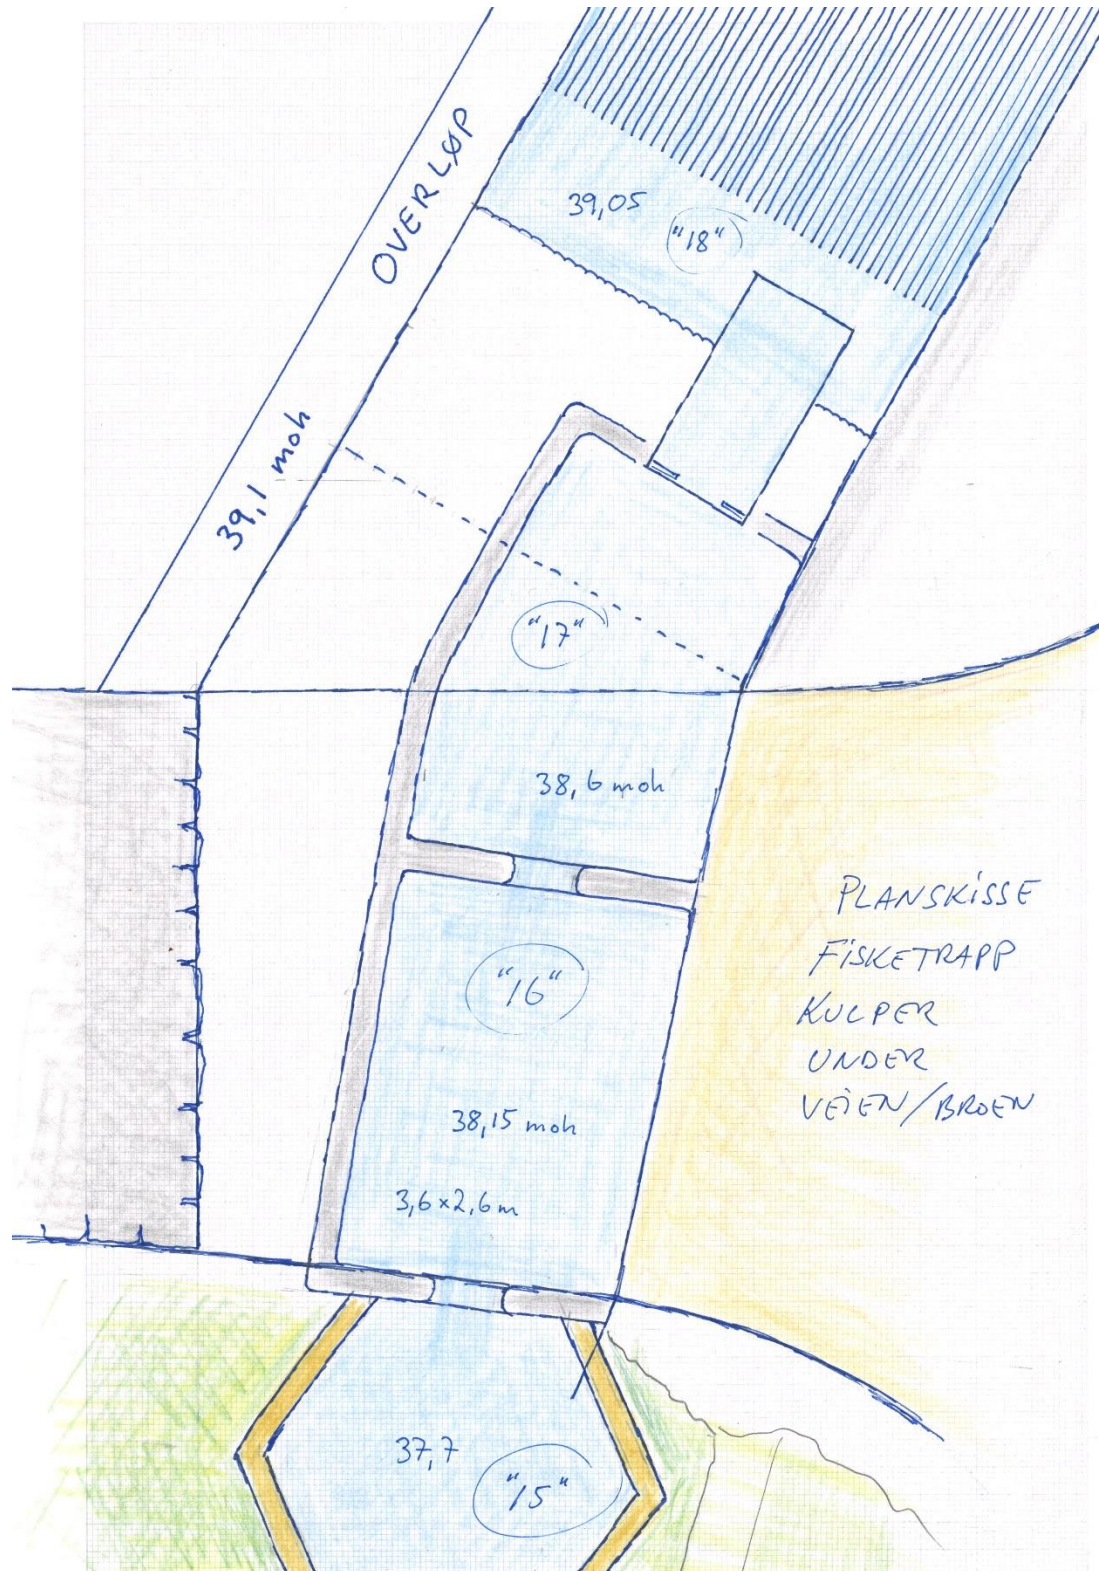 OVERLØP
39,05
"18"
39,1 moh
"17"
38,6 moh
PLANSKISSE
FISKETRAPP
KULPER
UNDER
VEIEN/BROEN
"16"
38,15 moh
3,6 x 2,6 m
37,7
"15"